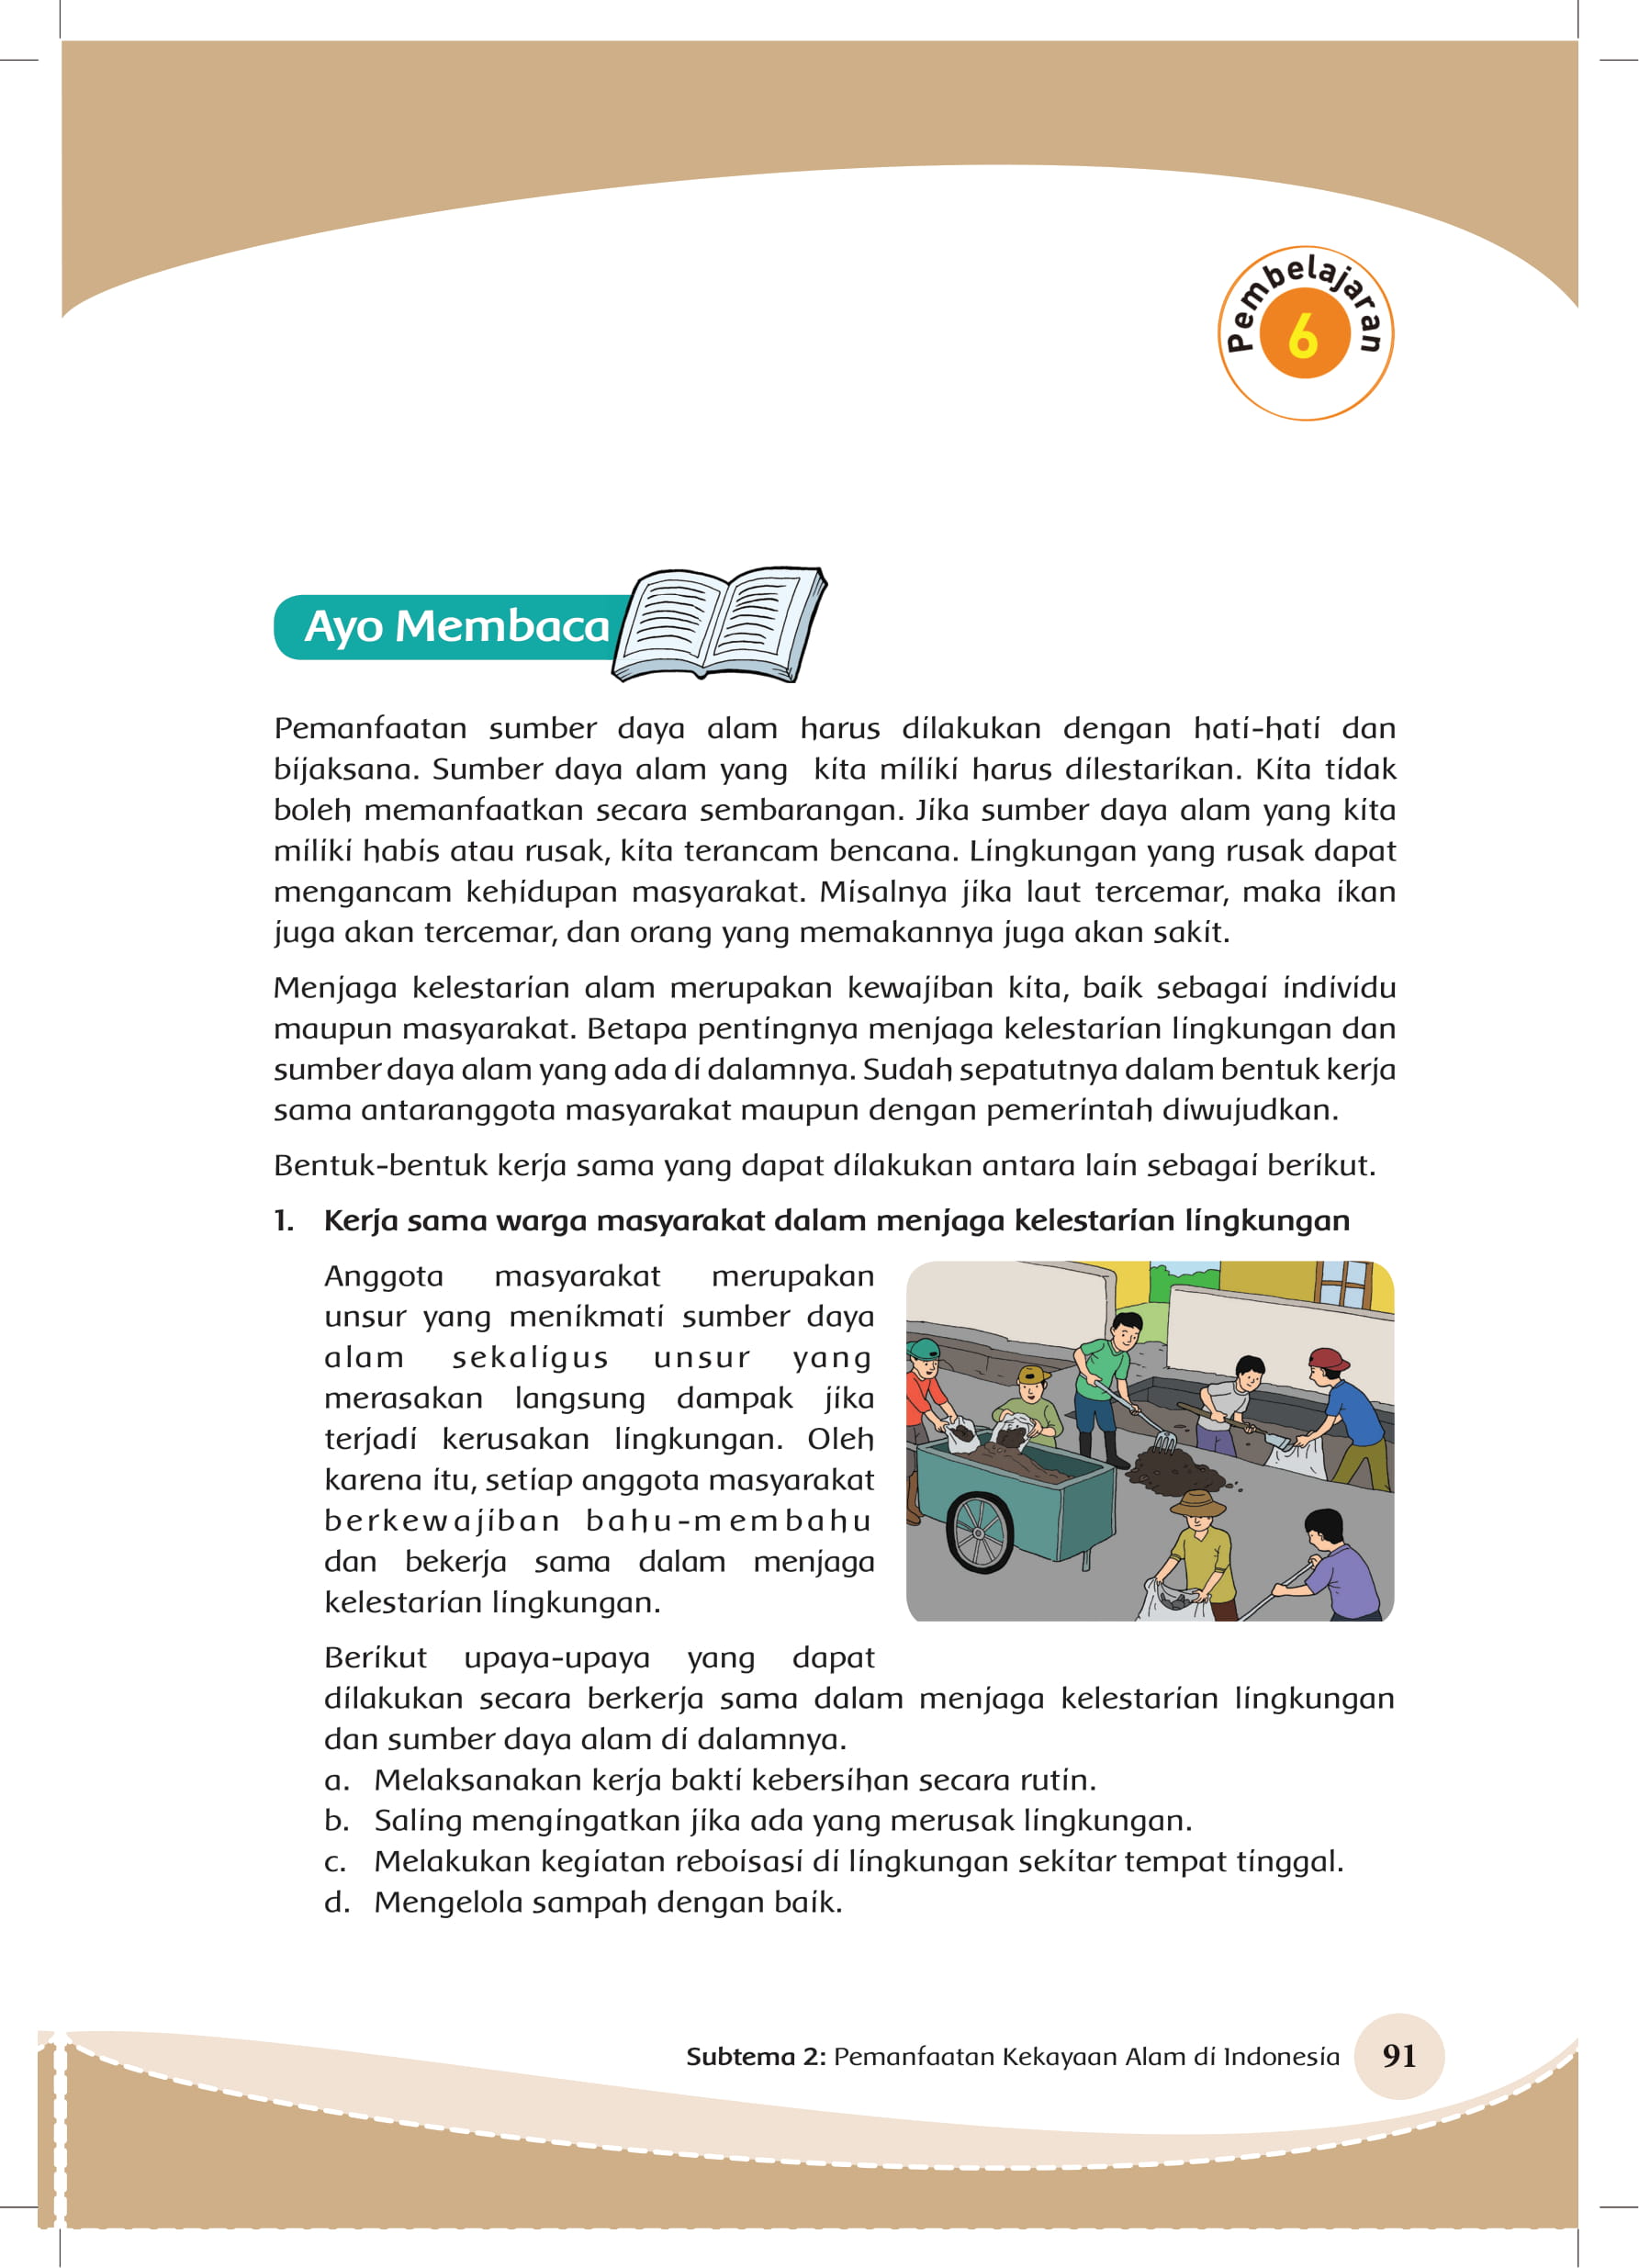 Pembelajaran
6
Ayo Membaca
Pemanfaatan sumber daya alam harus dilakukan dengan hati-hati dan
bijaksana. Sumber daya alam yang kita miliki harus dilestarikan. Kita tidak
boleh memanfaatkan secara sembarangan. Jika sumber daya alam yang kita
miliki habis atau rusak, kita terancam bencana. Lingkungan yang rusak dapat
mengancam kehidupan masyarakat. Misalnya jika laut tercemar, maka ikan
juga akan tercemar, dan orang yang memakannya juga akan sakit.
Menjaga kelestarian alam merupakan kewajiban kita, baik sebagai individu
maupun masyarakat. Betapa pentingnya menjaga kelestarian lingkungan dan
sumber daya alam yang ada di dalamnya. Sudah sepatutnya dalam bentuk kerja
sama antaranggota masyarakat maupun dengan pemerintah diwujudkan.
Bentuk-bentuk kerja sama yang dapat dilakukan antara lain sebagai berikut.
1. Kerja sama warga masyarakat dalam menjaga kelestarian lingkungan
Anggota masyarakat merupakan
unsur yang menikmati sumber daya
alam sekaligus unsur yang
merasakan langsung dampak jika
terjadi kerusakan lingkungan. Oleh
karena itu, setiap anggota masyarakat
berkewajiban bahu-membahu
dan bekerja sama dalam menjaga
kelestarian lingkungan.
Berikut upaya-upaya yang dapat
dilakukan secara berkerja sama dalam menjaga kelestarian lingkungan
dan sumber daya alam di dalamnya.
a. Melaksanakan kerja bakti kebersihan secara rutin.
b. Saling mengingatkan jika ada yang merusak lingkungan.
c. Melakukan kegiatan reboisasi di lingkungan sekitar tempat tinggal.
d. Mengelola sampah dengan baik.
Subtema 2: Pemanfaatan Kekayaan Alam di Indonesia 91